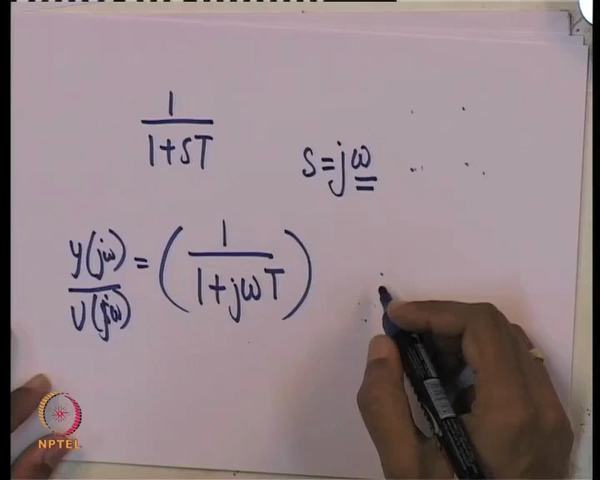 1 / 1+ST
S=jω
y(jω) / U(jω) = ( 1 / 1+jωT )
NPTEL